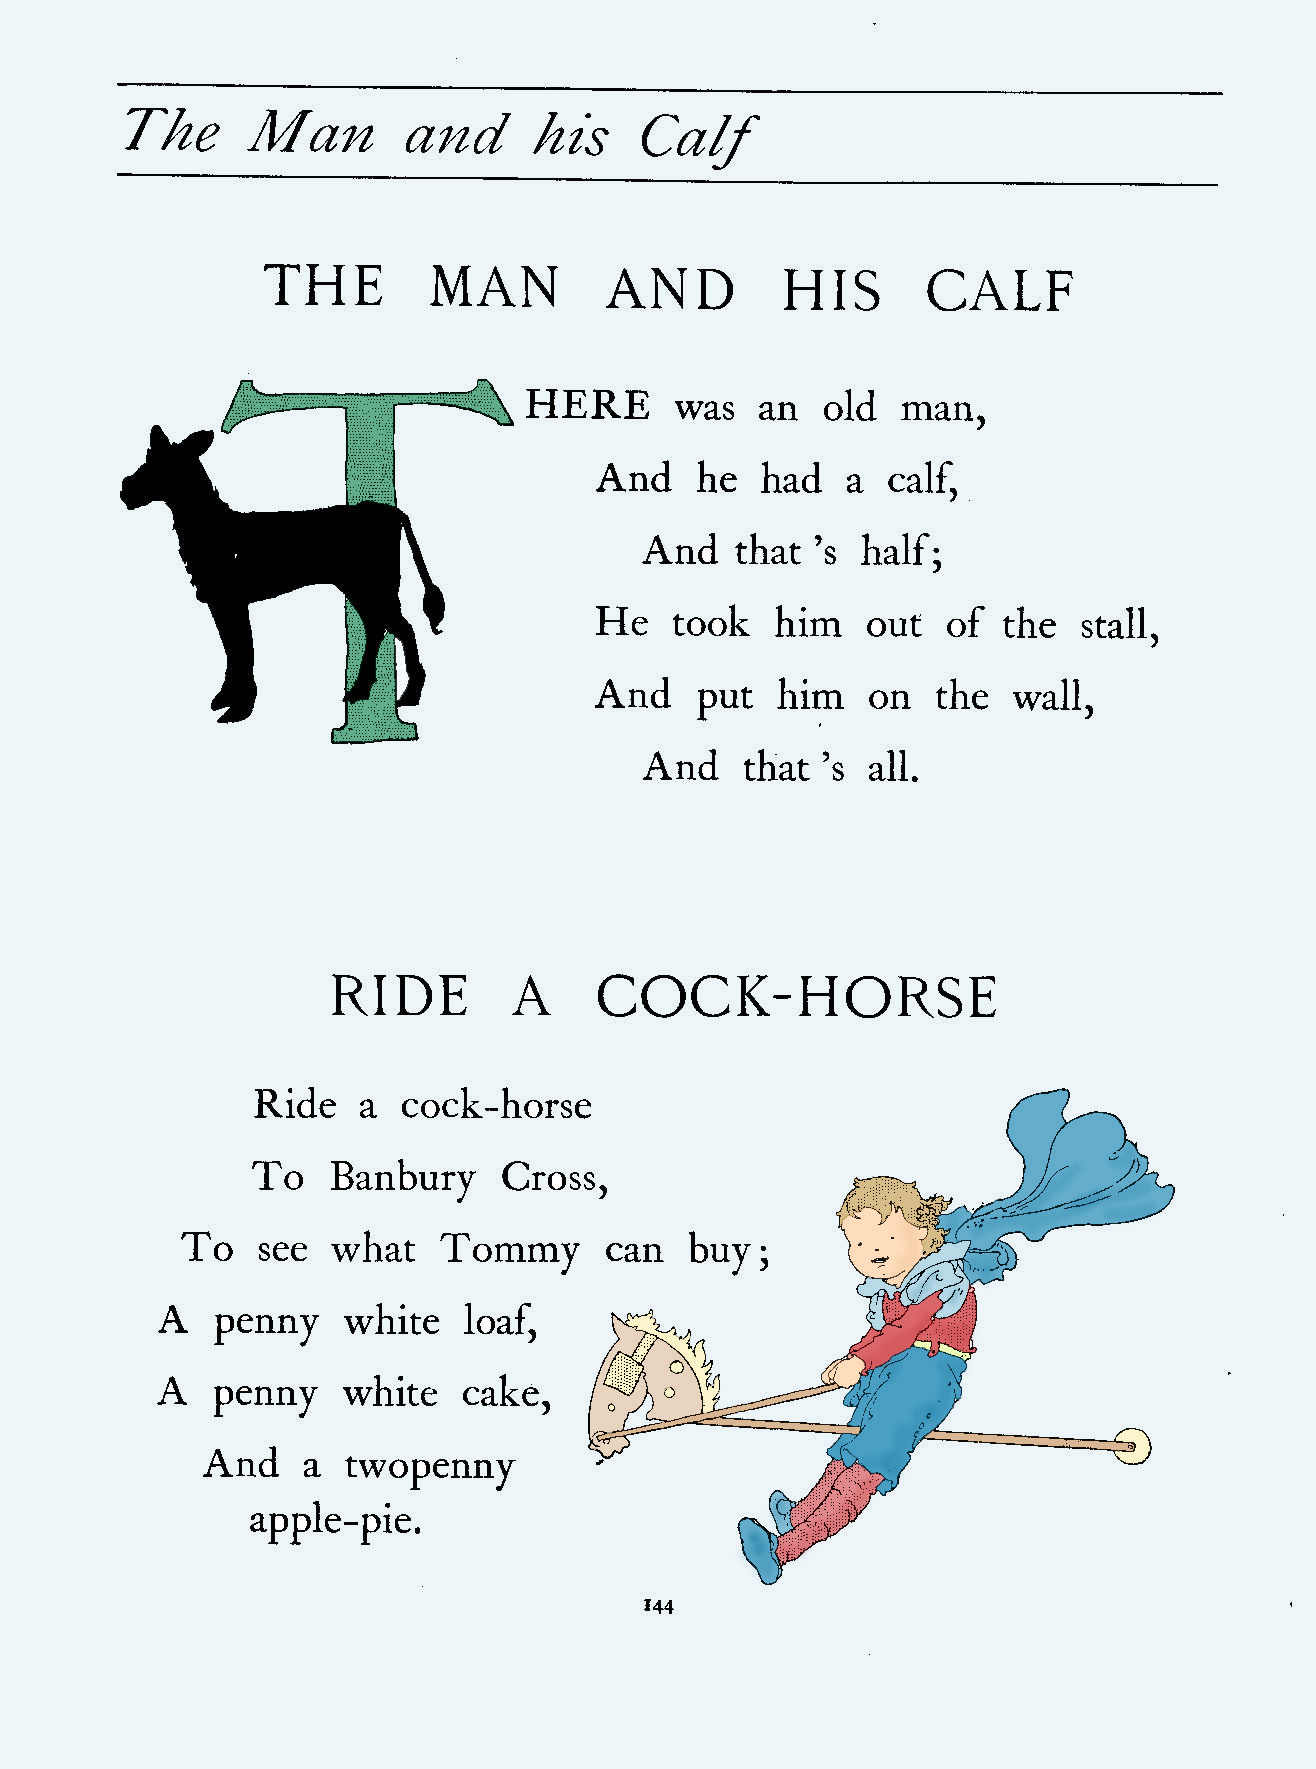 The Man and his Calf
THE MAN AND HIS CALF
THERE was an old man,
And he had a calf,
And that 's half;
He took him out of the stall,
And put him on the wall,
And that 's all.
RIDE A COCK-HORSE
Ride a cock-horse
To Banbury Cross,
To see what Tommy can buy;
A penny white loaf,
A penny white cake,
And a twopenny
apple-pie.
144